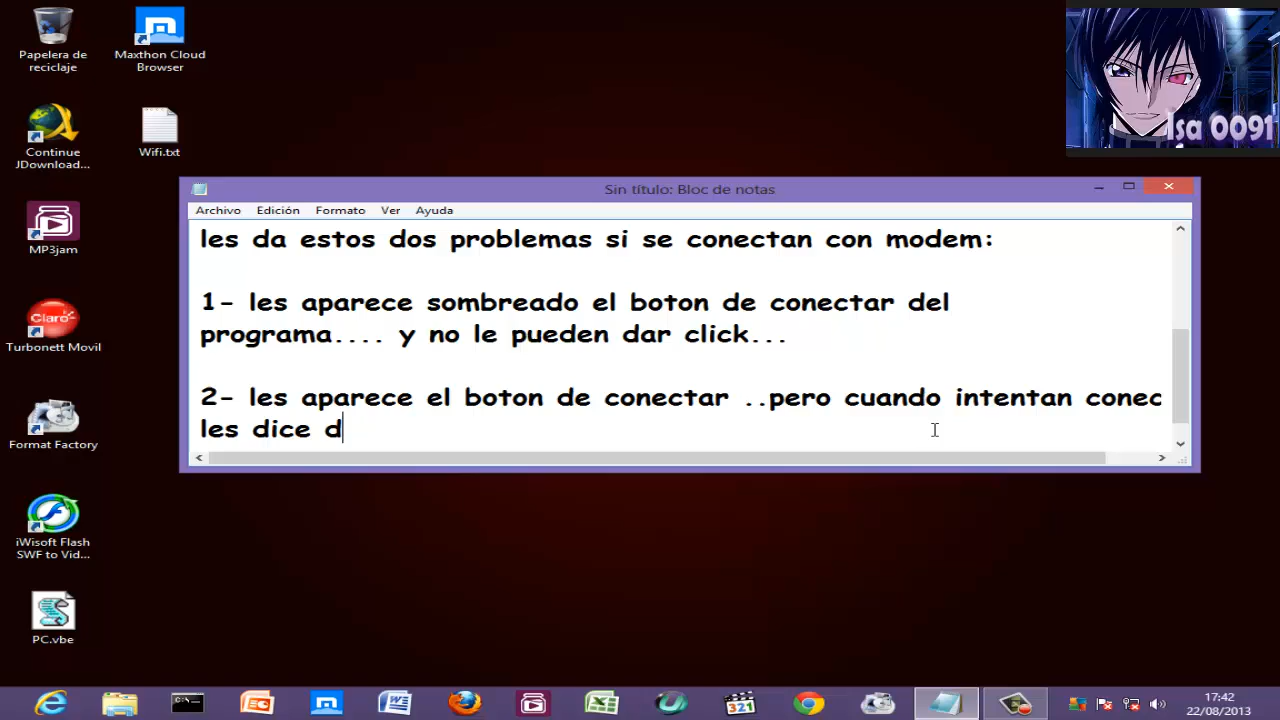 Papelera de
reciclaje
Maxthon Cloud
Browser
Isa 0091
Continue
JDownload...
Wifi.txt
MP3jam
Claro
Turbonett Movil
Format Factory
iWisoft Flash
SWF to Vid...
PC.vbe
Sin título: Bloc de notas
Archivo Edición Formato Ver Ayuda
les da estos dos problemas si se conectan con modem:
1- les aparece sombreado el boton de conectar del
programa.... y no le pueden dar click...
2- les aparece el boton de conectar ..pero cuando intentan conec
les dice d
321
17:42
22/08/2013